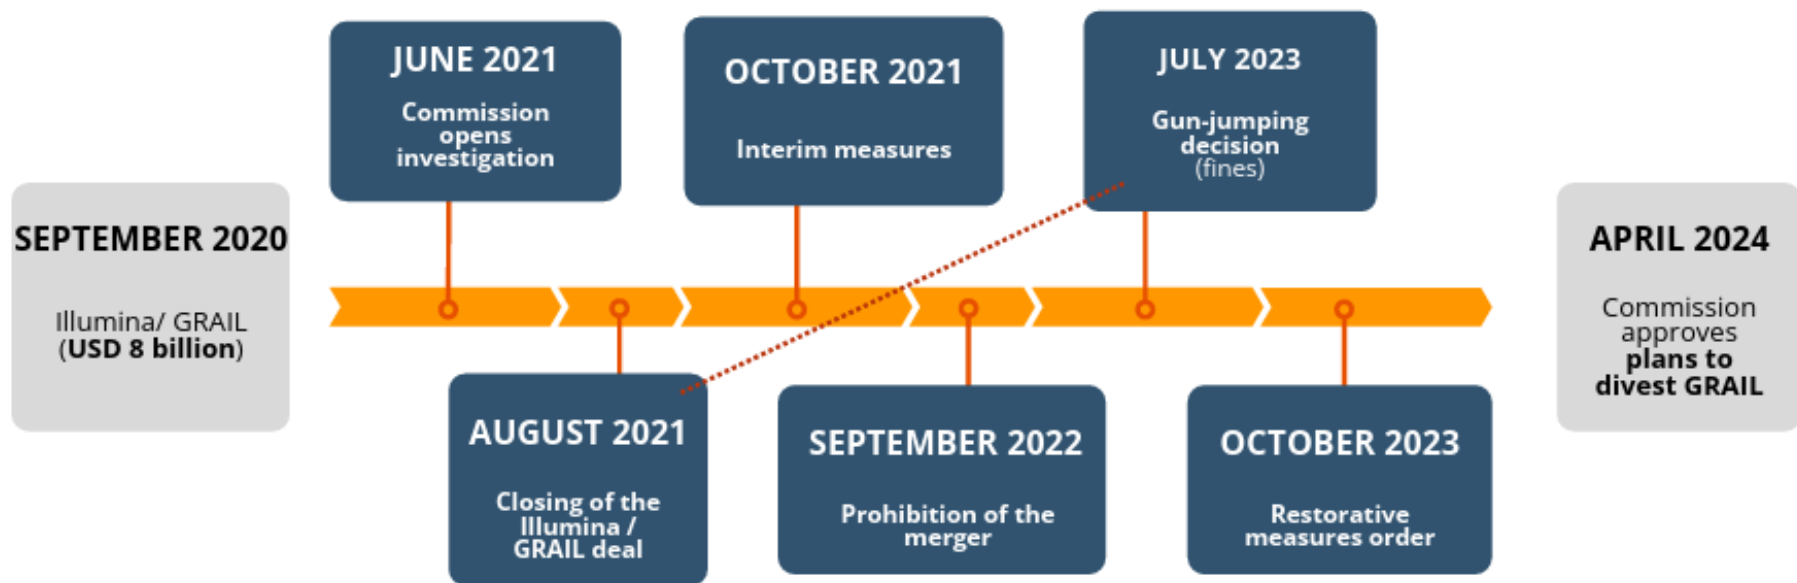 SEPTEMBER 2020
Illumina/ GRAIL
(USD 8 billion)
JUNE 2021
Commission
opens
investigation
AUGUST 2021
Closing of the
Illumina /
GRAIL deal
OCTOBER 2021
Interim measures
SEPTEMBER 2022
Prohibition of the
merger
JULY 2023
Gun-jumping
decision
(fines)
OCTOBER 2023
Restorative
measures order
APRIL 2024
Commission
approves
plans to
divest GRAIL